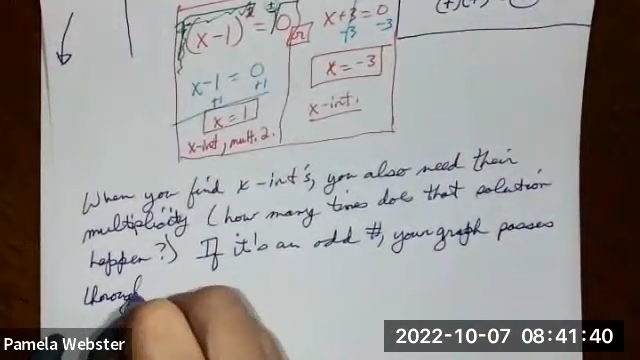 √(x-1)² = ±√0
or
x+3=0
-3 -3
x-1=0
+1 +1
x=1
x-int, mult. 2.
x=-3
x-int.
When you find x-int's, you also need their
multiplicity (how many times does that solution
happen?) If it's an odd #, your graph passes
thorough
Pamela Webster
2022-10-07 08:41:40